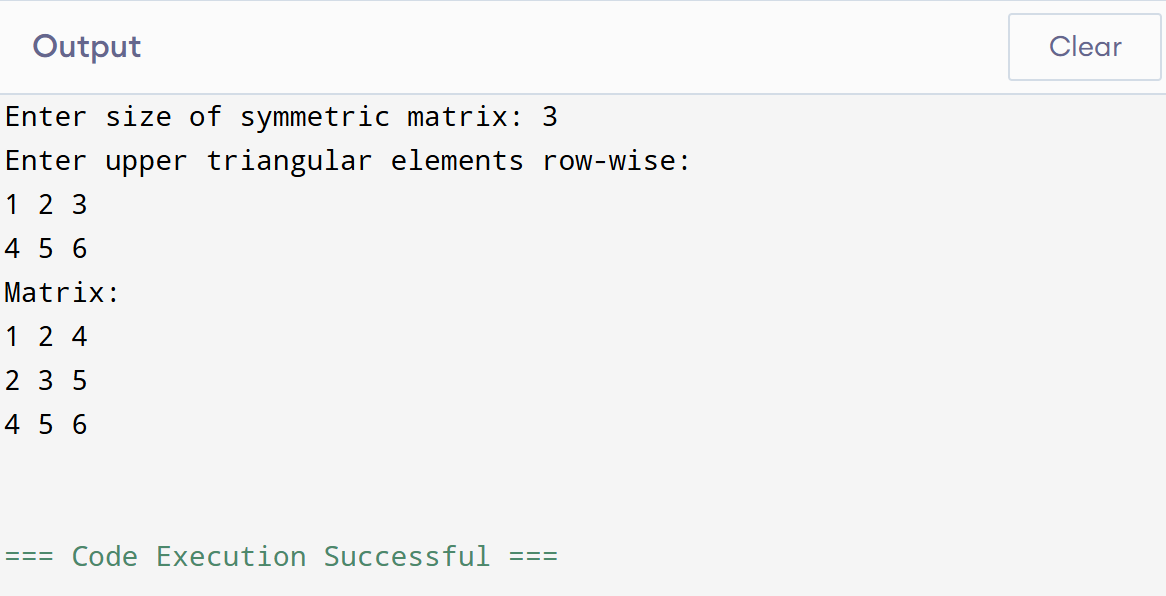 Output
Clear
Enter size of symmetric matrix: 3
Enter upper triangular elements row-wise:
1 2 3
4 5 6
Matrix:
1 2 4
2 3 5
4 5 6
=== Code Execution Successful ===